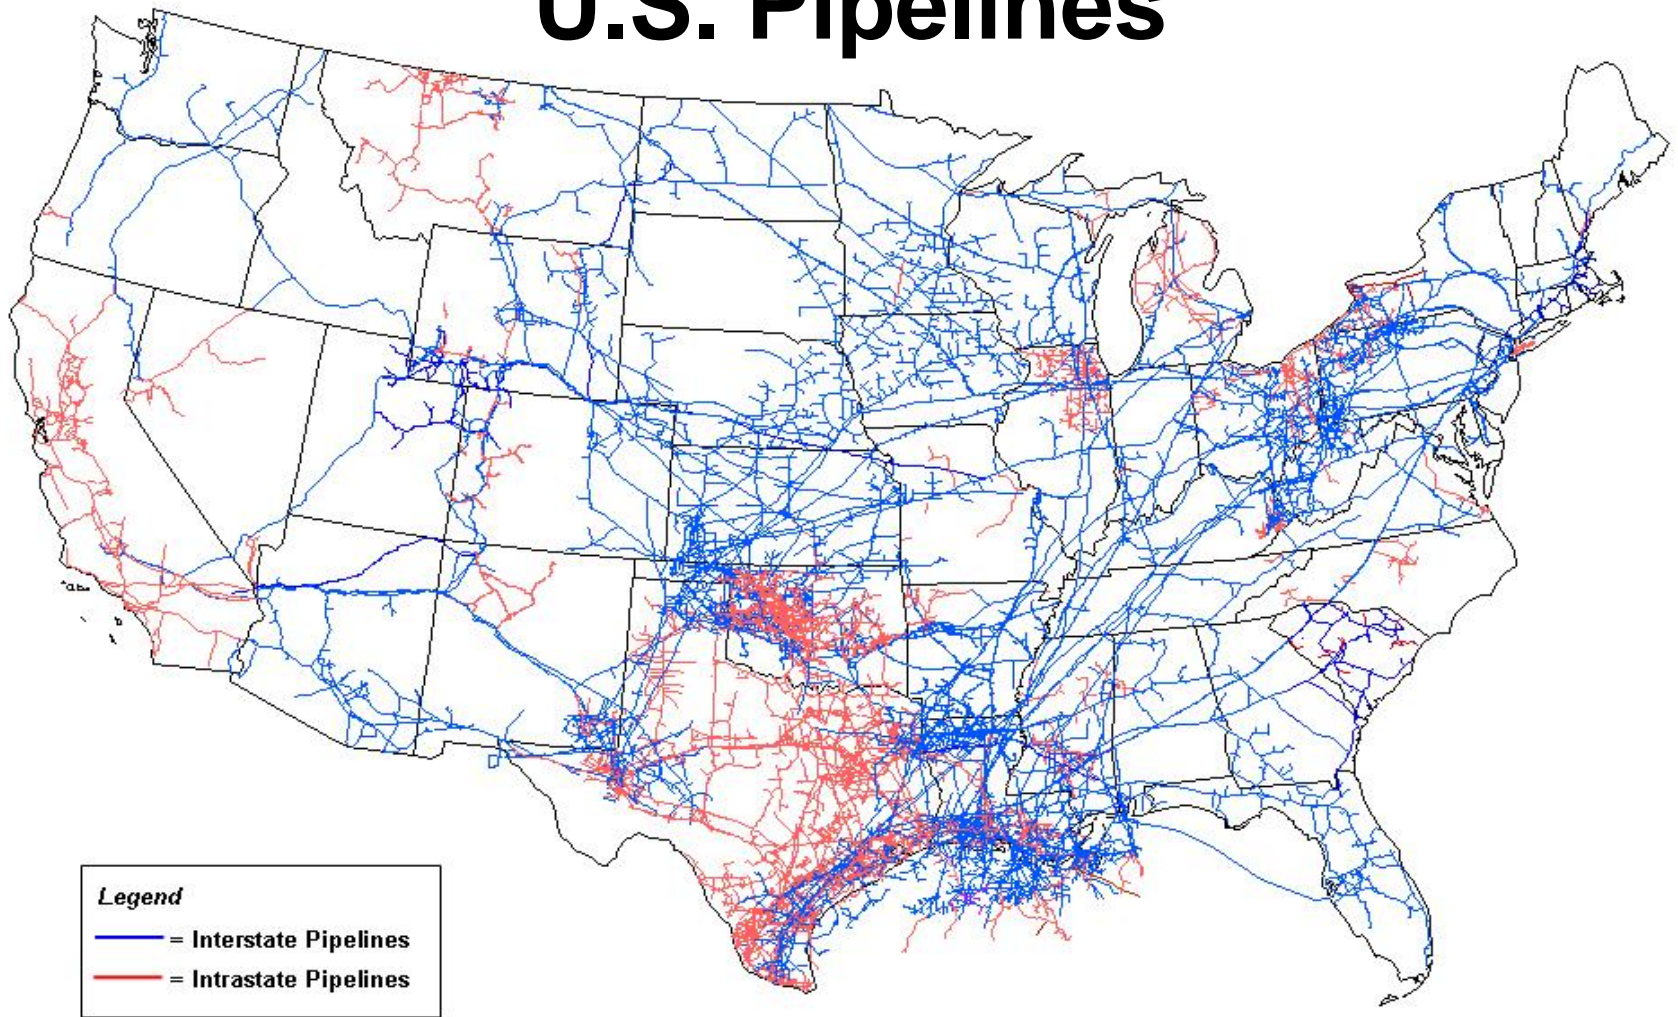 U.S. Pipelines
Legend
= Interstate Pipelines
= Intrastate Pipelines